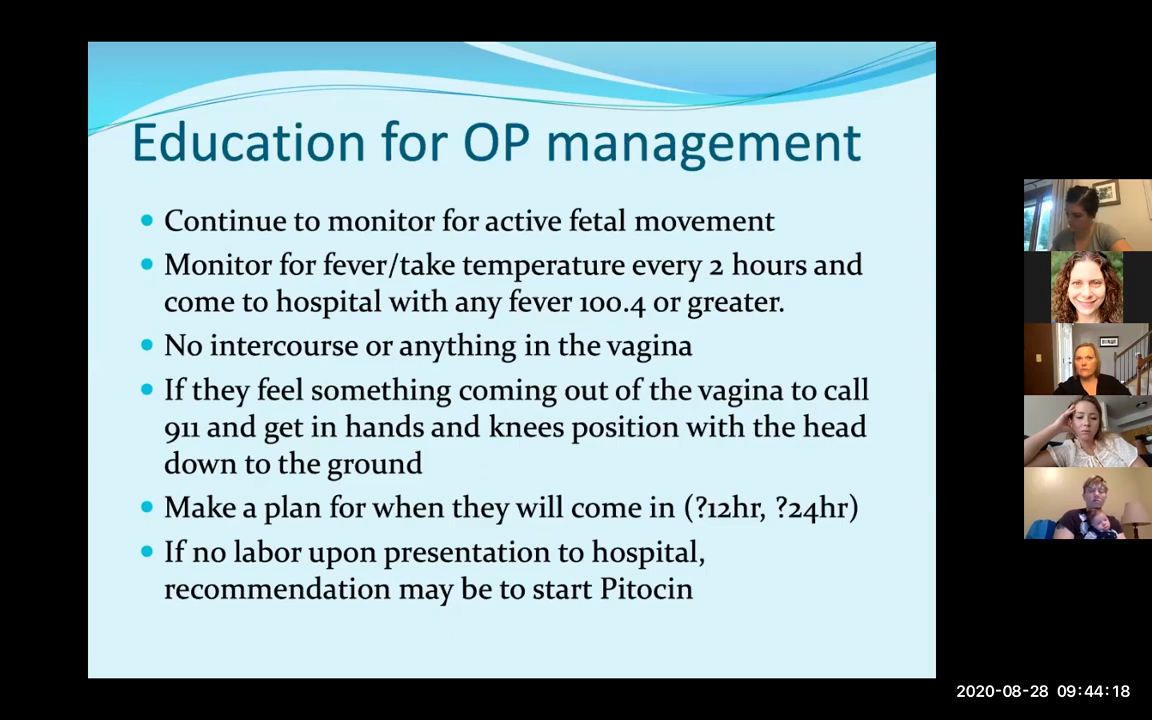 Education for OP management
• Continue to monitor for active fetal movement
• Monitor for fever/take temperature every 2 hours and
come to hospital with any fever 100.4 or greater.
• No intercourse or anything in the vagina
• If they feel something coming out of the vagina to call
911 and get in hands and knees position with the head
down to the ground
• Make a plan for when they will come in (?12hr, ?24hr)
• If no labor upon presentation to hospital,
recommendation may be to start Pitocin
2020-08-28 09:44:18